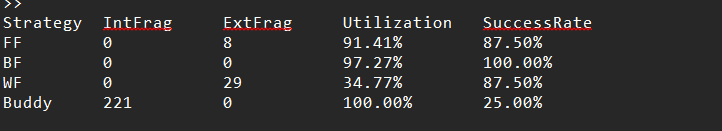 >>
Strategy IntFrag ExtFrag Utilization SuccessRate
FF 0 8 91.41% 87.50%
BF 0 0 97.27% 100.00%
WF 0 29 34.77% 87.50%
Buddy 221 0 100.00% 25.00%